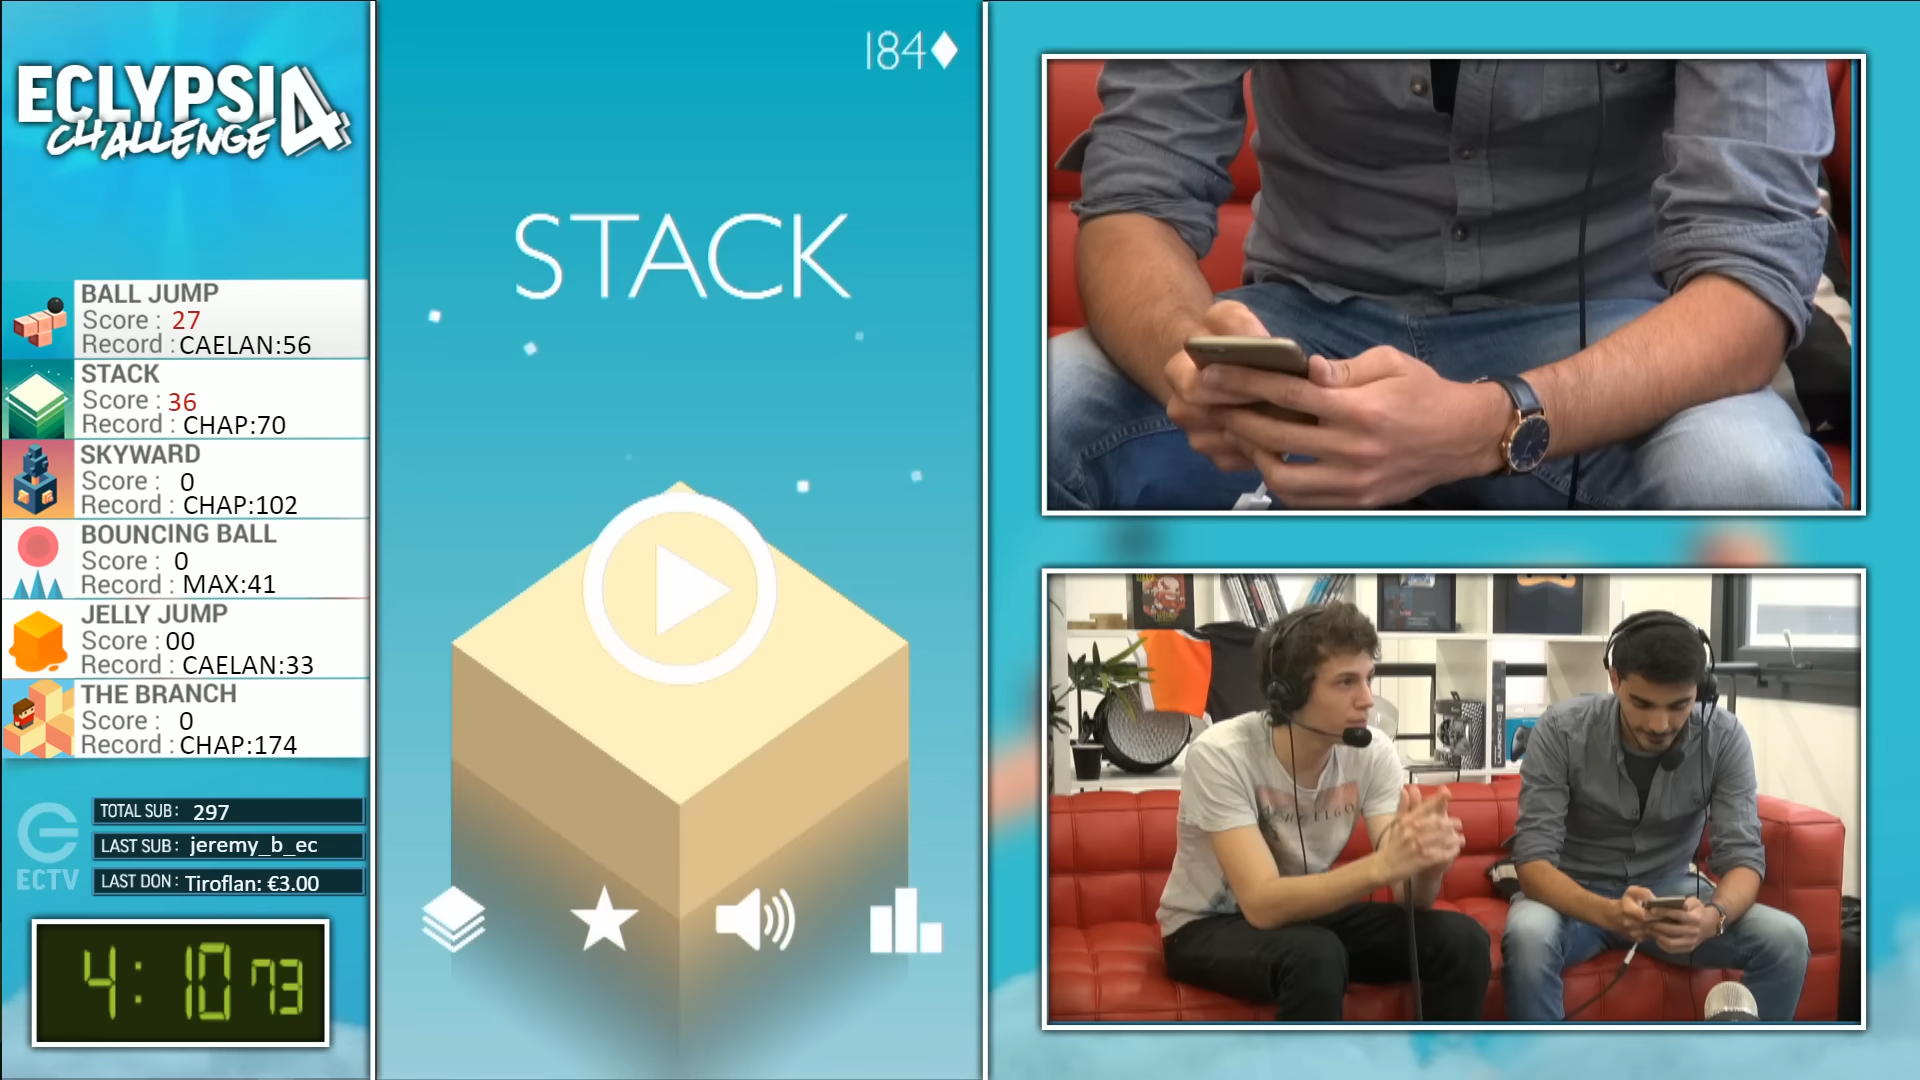 ECLYPSIA
CHALLENGE 4
BALL JUMP
Score : 27
Record : CAELAN:56
STACK
Score : 36
Record : CHAP:70
SKYWARD
Score : 0
Record : CHAP:102
BOUNCING BALL
Score : 0
Record : MAX:41
JELLY JUMP
Score : 00
Record : CAELAN:33
THE BRANCH
Score : 0
Record : CHAP:174
TOTAL SUB : 297
LAST SUB : jeremy_b_ec
LAST DON : Tiroflan: €3.00
ECTV
4: 10 73
184
STACK